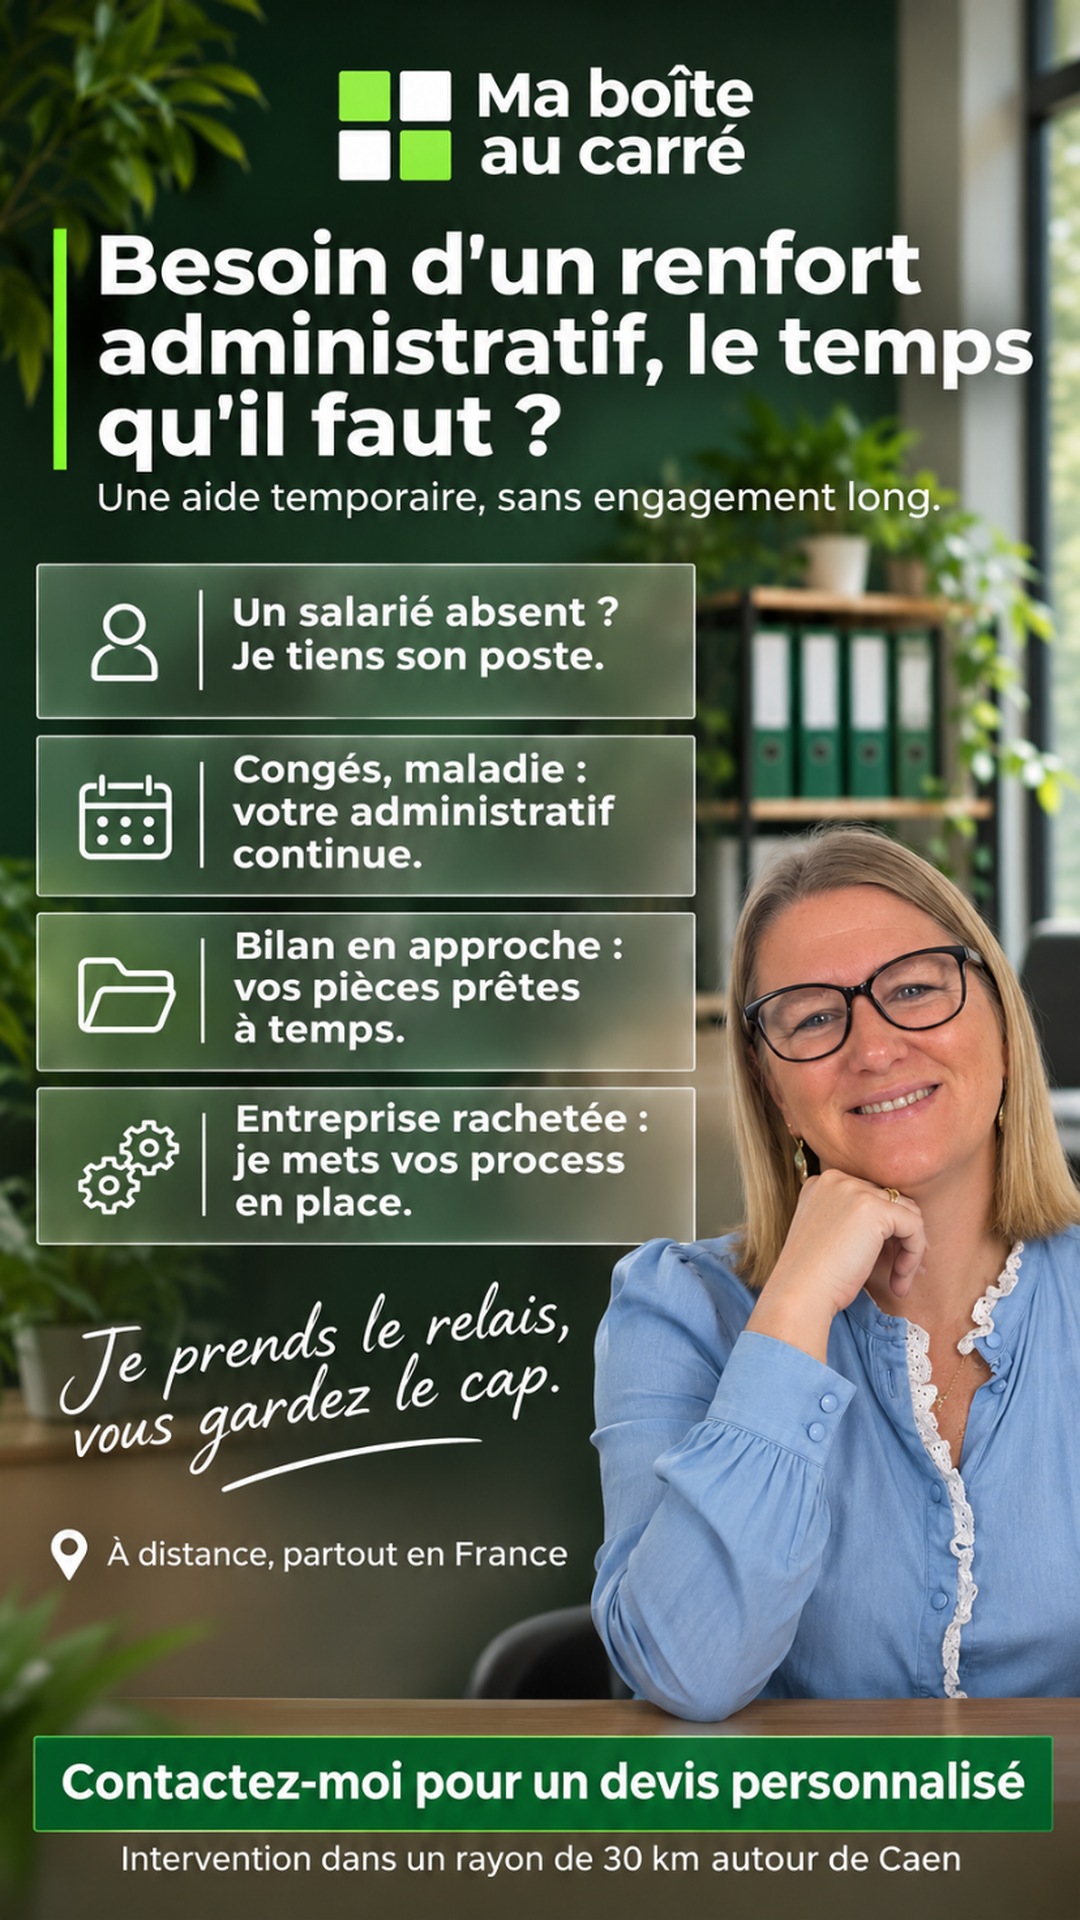 Ma boîte
au carré
Besoin d'un renfort
administratif, le temps
qu'il faut ?
Une aide temporaire, sans engagement long.
Un salarié absent ?
Je tiens son poste.
Congés, maladie :
votre administratif
continue.
Bilan en approche :
vos pièces prêtes
à temps.
Entreprise rachetée :
je mets vos process
en place.
Je prends le relais,
vous gardez le cap.
À distance, partout en France
Contactez-moi pour un devis personnalisé
Intervention dans un rayon de 30 km autour de Caen